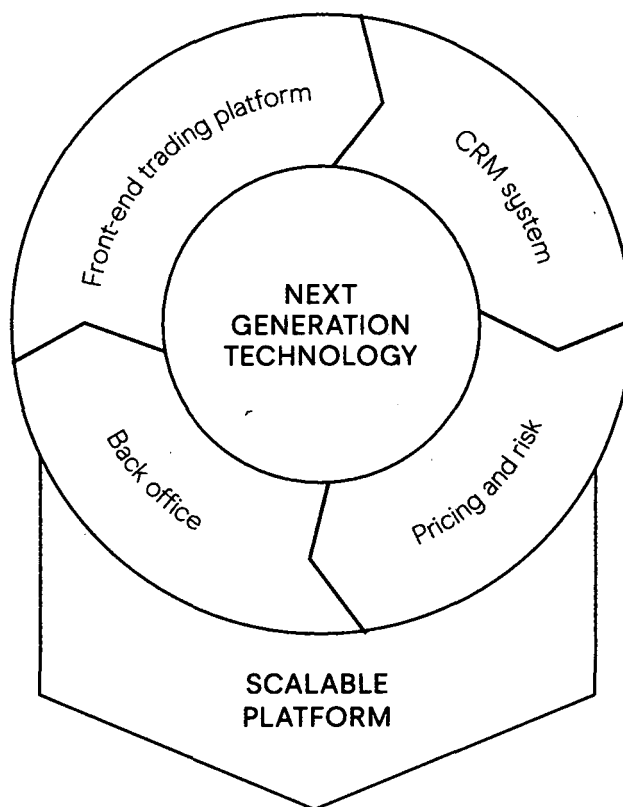 Front-end trading platform
CRM system
NEXT
GENERATION
TECHNOLOGY
Back office
Pricing and risk
SCALABLE
PLATFORM